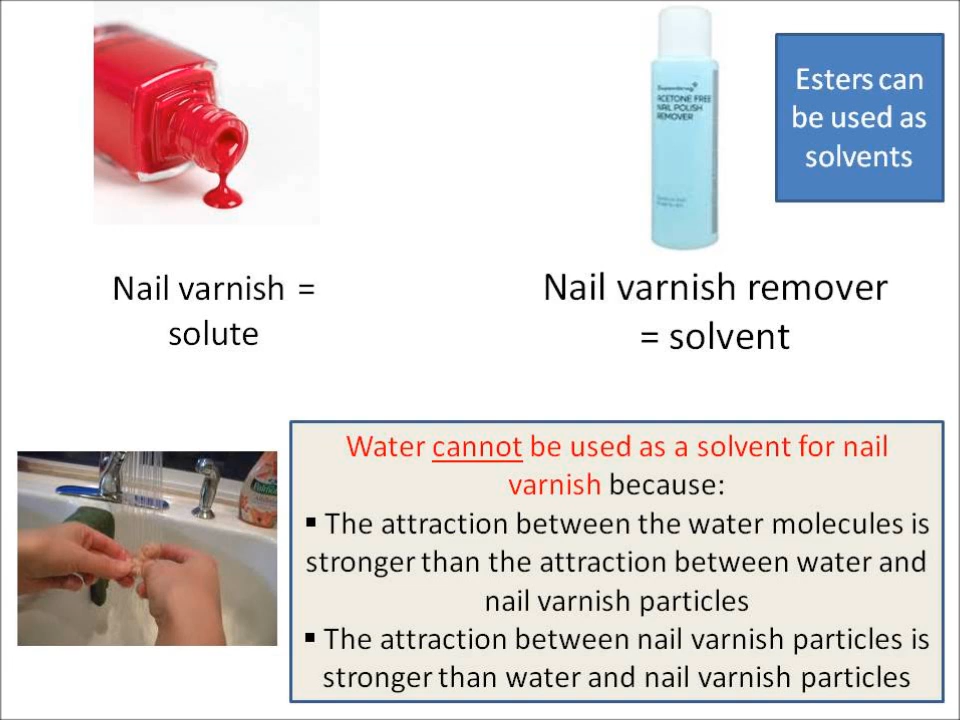 Superdrug
ACETONE FREE
NAIL POLISH
REMOVER
Esters can
be used as
solvents
Nail varnish =
solute
Nail varnish remover
= solvent
Water cannot be used as a solvent for nail
varnish because:
▪ The attraction between the water molecules is
stronger than the attraction between water and
nail varnish particles
▪ The attraction between nail varnish particles is
stronger than water and nail varnish particles